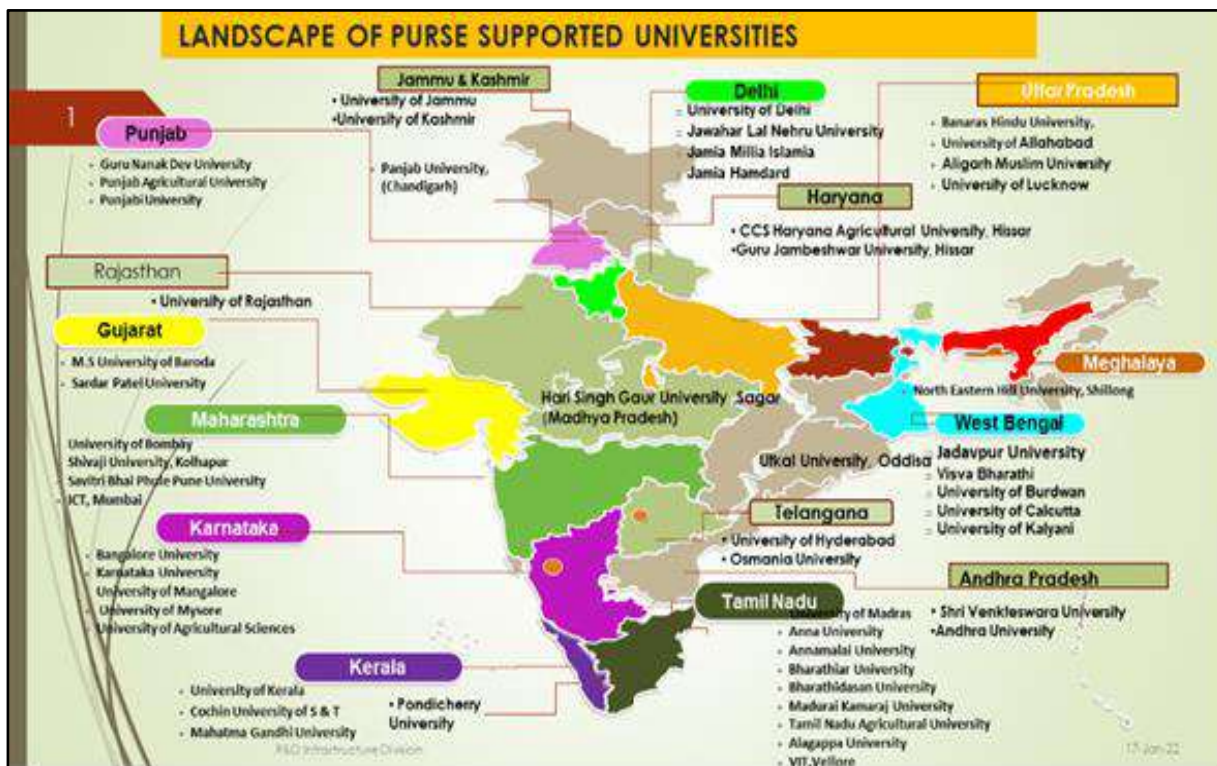 LANDSCAPE OF PURSE SUPPORTED UNIVERSITIES
1
Jammu & Kashmir
• University of Jammu
•University of Kashmir
Delhi
University of Delhi
Jawahar Lal Nehru University
Jamia Millia Islamia
Jamia Hamdard
Uttar Pradesh
Banaras Hindu University,
University of Allahabad
Aligarh Muslim University
University of Lucknow
Punjab
Guru Nanak Dev University
Punjab Agricultural University
Punjabi University
Panjab University,
(Chandigarh)
Haryana
• CCS Haryana Agricultural University, Hissar
•Guru Jambeshwar University, Hissar
Rajasthan
• University of Rajasthan
Gujarat
M.S University of Baroda
Sardar Patel University
Hari Singh Gaur University Sagar
(Madhya Pradesh)
Meghalaya
North Eastern Hill University, Shillong
Maharashtra
University of Bombay
Shivaji University, Kolhapur
Savitri Bhai Phule Pune University
ICT, Mumbai
West Bengal
Jadavpur University
Visva Bharathi
University of Burdwan
University of Calcutta
University of Kalyani
Utkal University, Oddisa
Karnataka
Bangalore University
Karnataka University
University of Mangalore
University of Mysore
University of Agricultural Sciences
Telangana
• University of Hyderabad
• Osmania University
Andhra Pradesh
• Shri Venkteswara University
•Andhra University
Tamil Nadu
University of Madras
Anna University
Annamalai University
Bharathiar University
Bharathidasan University
Madurai Kamaraj University
Tamil Nadu Agricultural University
Alagappa University
VIT, Vellore
Kerala
University of Kerala
Cochin University of S & T
Mahatma Gandhi University
• Pondicherry
University
R&D Infrastructure Division
17-Jan-22